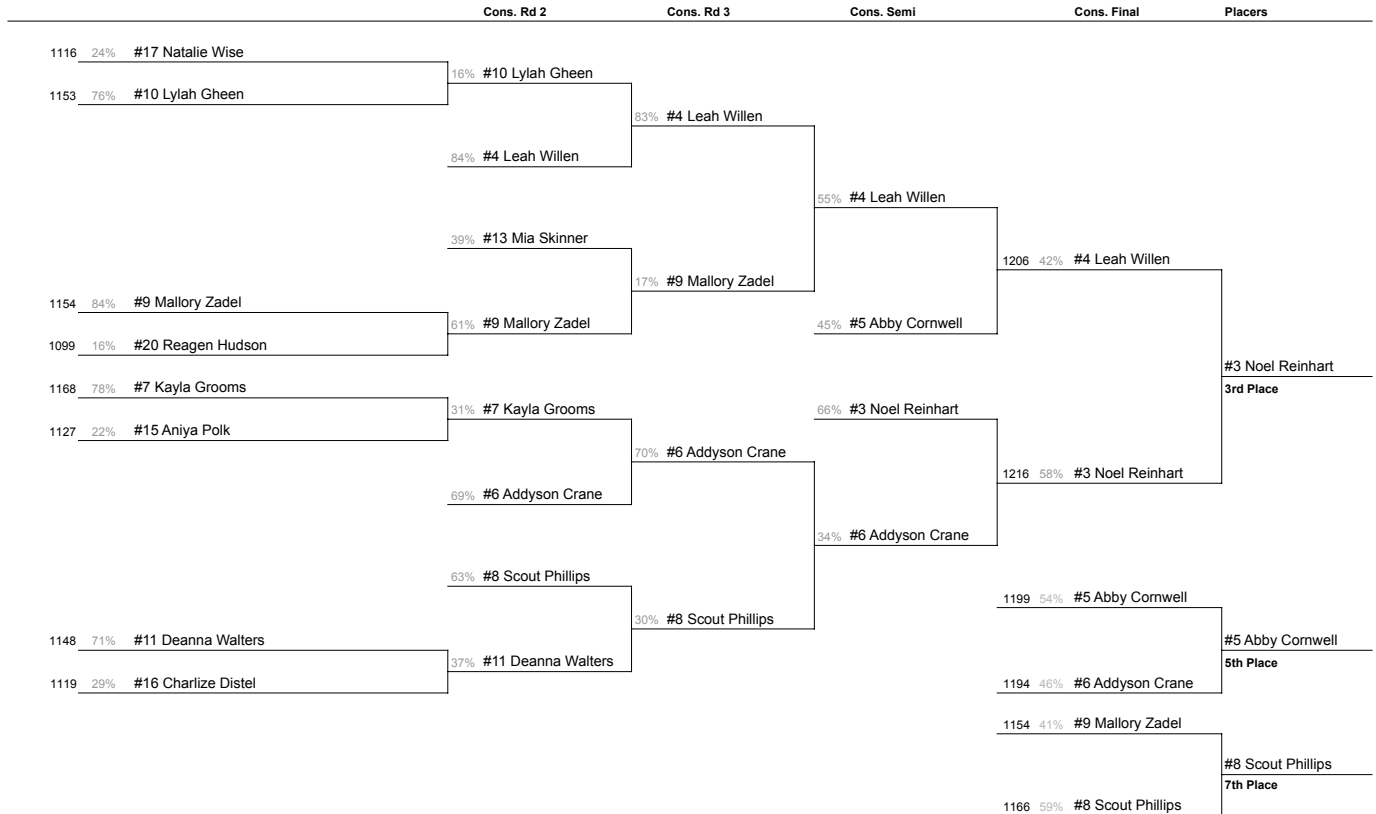 Cons. Rd 2 Cons. Rd 3 Cons. Semi Cons. Final Placers
1116 24% #17 Natalie Wise
16% #10 Lylah Gheen
1153 76% #10 Lylah Gheen
83% #4 Leah Willen
84% #4 Leah Willen
55% #4 Leah Willen
39% #13 Mia Skinner
1206 42% #4 Leah Willen
17% #9 Mallory Zadel
1154 84% #9 Mallory Zadel
61% #9 Mallory Zadel 45% #5 Abby Cornwell
1099 16% #20 Reagen Hudson
#3 Noel Reinhart
1168 78% #7 Kayla Grooms 3rd Place
31% #7 Kayla Grooms 66% #3 Noel Reinhart
1127 22% #15 Aniya Polk
70% #6 Addyson Crane
1216 58% #3 Noel Reinhart
69% #6 Addyson Crane
34% #6 Addyson Crane
63% #8 Scout Phillips
1199 54% #5 Abby Cornwell
30% #8 Scout Phillips
1148 71% #11 Deanna Walters #5 Abby Cornwell
37% #11 Deanna Walters 5th Place
1119 29% #16 Charlize Distel 1194 46% #6 Addyson Crane
1154 41% #9 Mallory Zadel
#8 Scout Phillips
7th Place
1166 59% #8 Scout Phillips